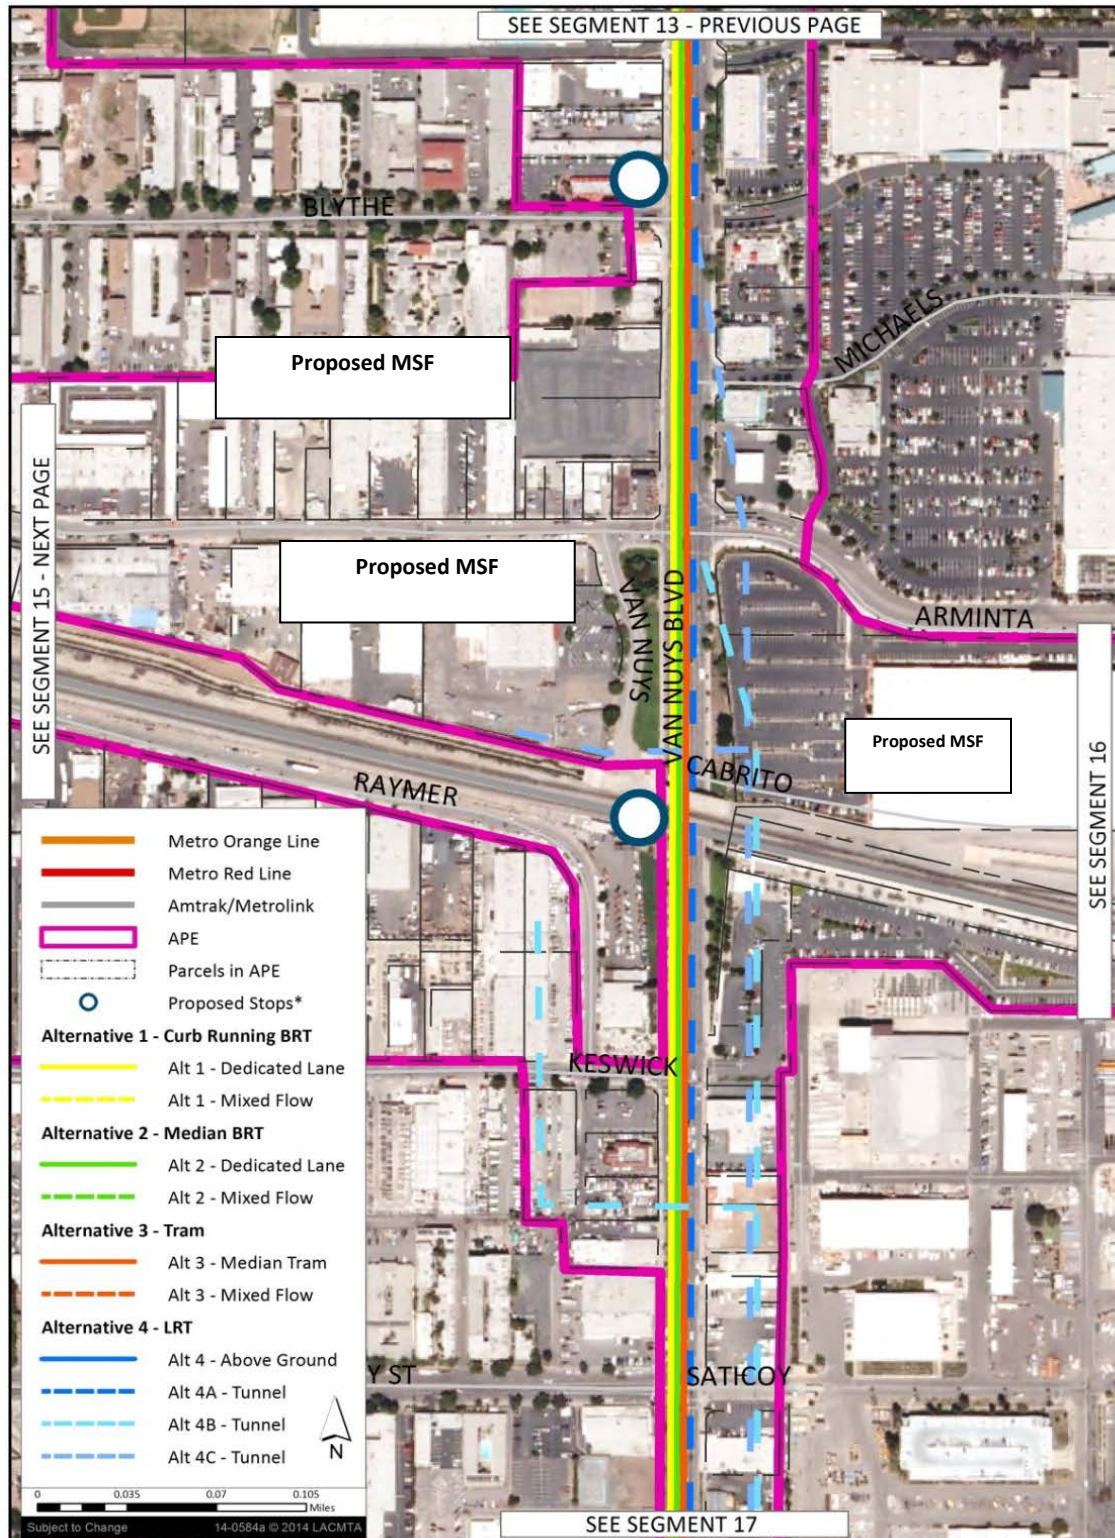 SEE SEGMENT 13 - PREVIOUS PAGE
BLYTHE
MICHAELS
Proposed MSF
SEE SEGMENT 15 - NEXT PAGE
Proposed MSF
VAN NUYS
VAN NUYS BLVD
ARMINTA
Proposed MSF
CABRITO
RAYMER
SEE SEGMENT 16
KESWICK
Y ST
SATICOY
Metro Orange Line
Metro Red Line
Amtrak/Metrolink
APE
Parcels in APE
Proposed Stops*
Alternative 1 - Curb Running BRT
Alt 1 - Dedicated Lane
Alt 1 - Mixed Flow
Alternative 2 - Median BRT
Alt 2 - Dedicated Lane
Alt 2 - Mixed Flow
Alternative 3 - Tram
Alt 3 - Median Tram
Alt 3 - Mixed Flow
Alternative 4 - LRT
Alt 4 - Above Ground
Alt 4A - Tunnel
Alt 4B - Tunnel
Alt 4C - Tunnel
N
0 0.035 0.07 0.105
Miles
Subject to Change 14-0584a © 2014 LACMTA
SEE SEGMENT 17